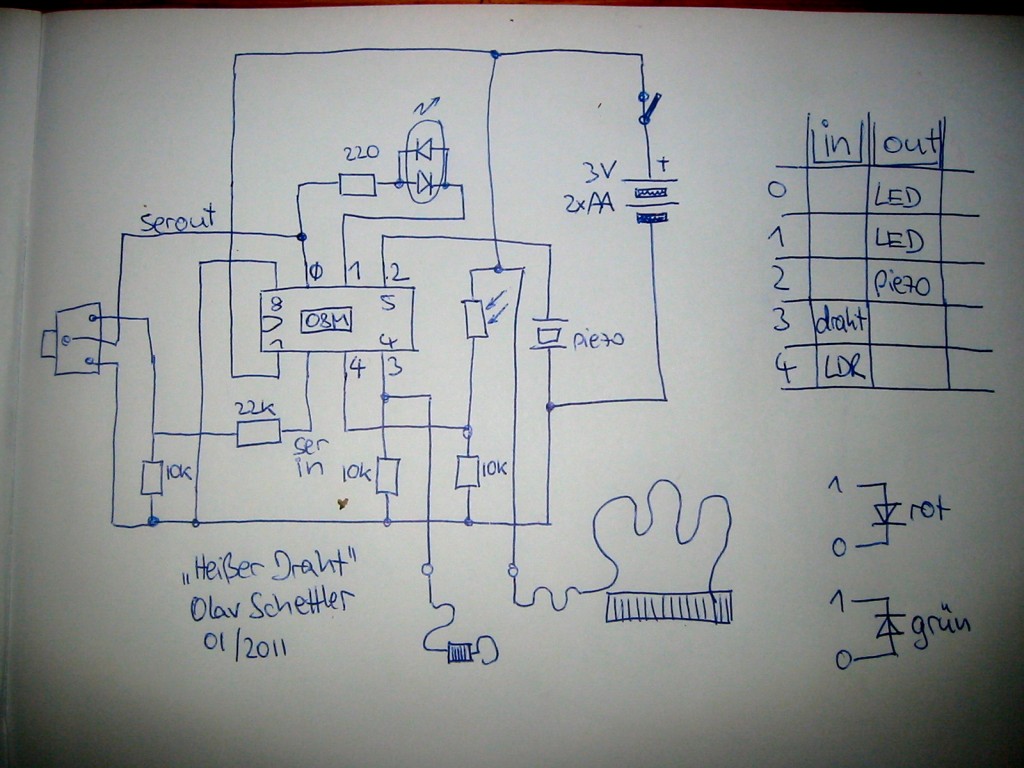 220
3V
+
2xAA
serout
0 1 2
8 5
08M
1 4
4 3
piezo
22k
ser
in
10k
10k
10k
in out
0 LED
1 LED
2 piezo
3 draht
4 LDR
1
rot
0
1
grün
0
„Heißer Draht"
Olav Schettler
01/2011